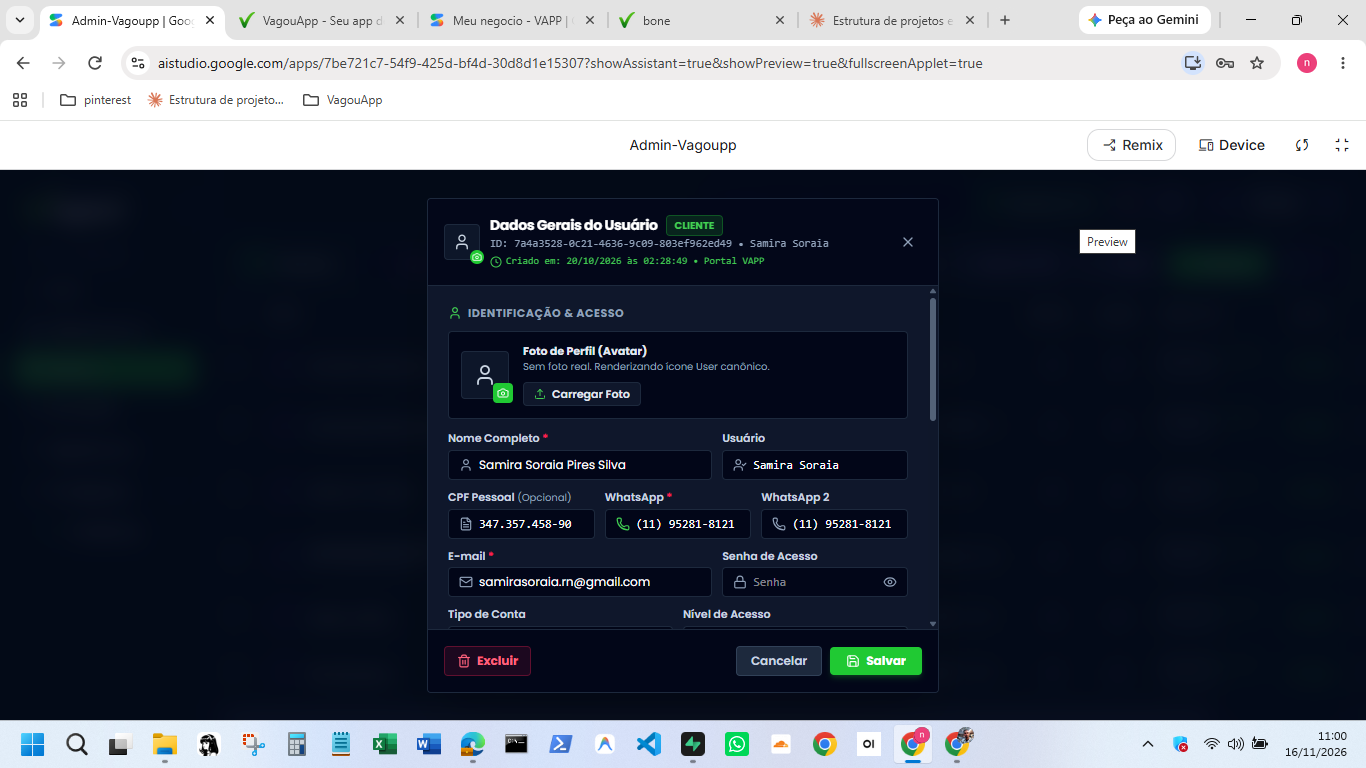 Admin-Vagoupp | Goo
VagouApp - Seu app d
Meu negocio - VAPP |
bone
Estrutura de projetos e
Peça ao Gemini
aistudio.google.com/apps/7be721c7-54f9-425d-bf4d-30d8d1e15307?showAssistant=true&showPreview=true&fullscreenApplet=true
n
pinterest
Estrutura de projeto...
VagouApp
Admin-Vagoupp
Remix
Device
Preview
Dados Gerais do Usuário CLIENTE
ID: 7a4a3528-0c21-4636-9c09-803ef962ed49 • Samira Soraia
Criado em: 20/10/2026 às 02:28:49 • Portal VAPP
IDENTIFICAÇÃO & ACESSO
Foto de Perfil (Avatar)
Sem foto real. Renderizando ícone User canônico.
Carregar Foto
Nome Completo * Usuário
Samira Soraia Pires Silva Samira Soraia
CPF Pessoal (Opcional) WhatsApp * WhatsApp 2
347.357.458-90 (11) 95281-8121 (11) 95281-8121
E-mail * Senha de Acesso
samirasoraia.rn@gmail.com Senha
Tipo de Conta Nível de Acesso
Excluir Cancelar Salvar
OI
n
11:00
16/11/2026